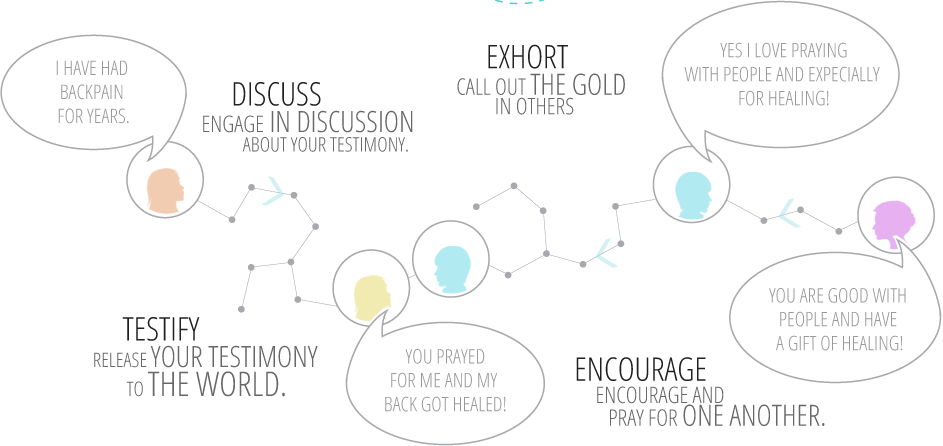 I HAVE HAD
BACKPAIN
FOR YEARS.
DISCUSS
ENGAGE IN DISCUSSION
ABOUT YOUR TESTIMONY.
EXHORT
CALL OUT THE GOLD
IN OTHERS
YES I LOVE PRAYING
WITH PEOPLE AND EXPECIALLY
FOR HEALING!
TESTIFY
RELEASE YOUR TESTIMONY
TO THE WORLD.
YOU PRAYED
FOR ME AND MY
BACK GOT HEALED!
ENCOURAGE
ENCOURAGE AND
PRAY FOR ONE ANOTHER.
YOU ARE GOOD WITH
PEOPLE AND HAVE
A GIFT OF HEALING!